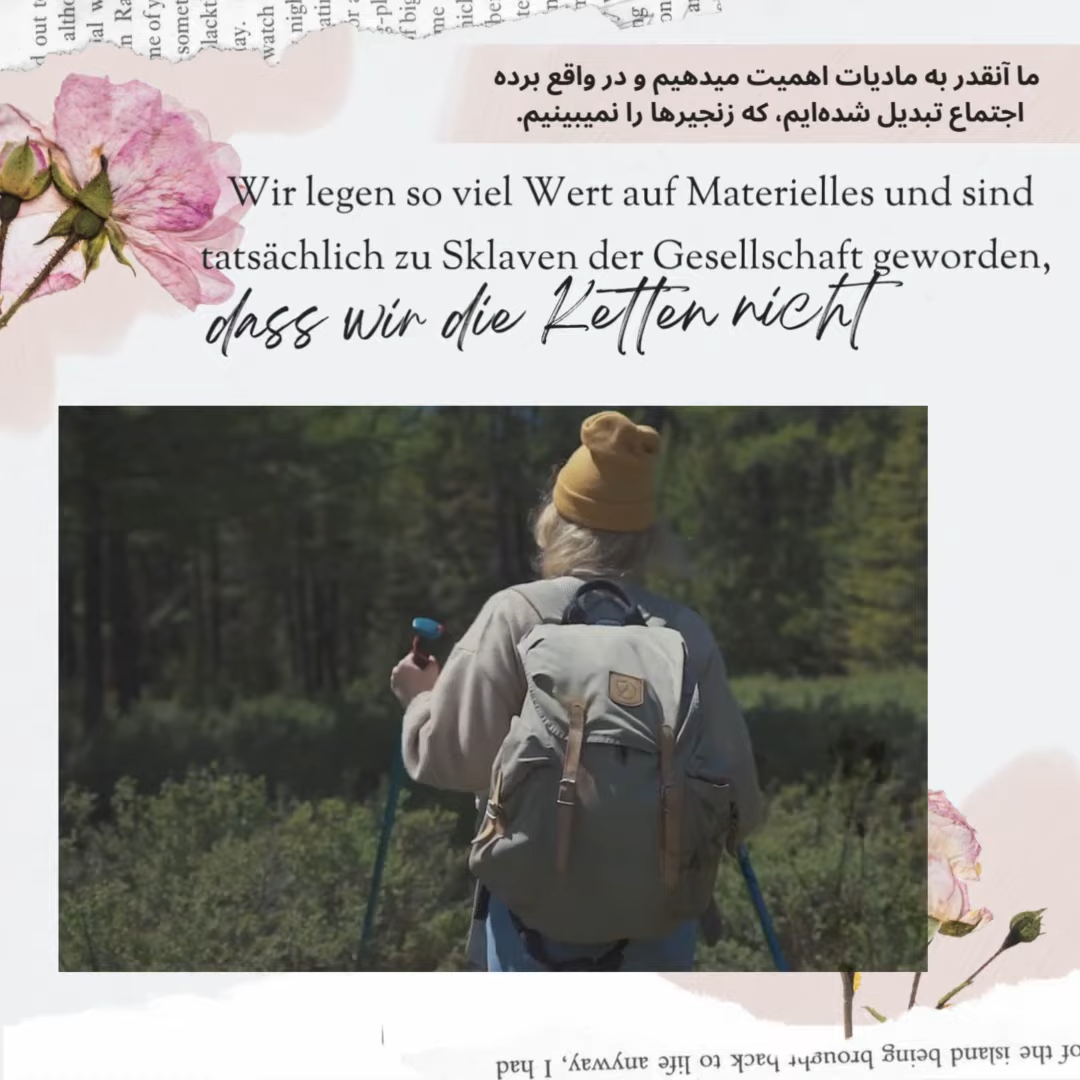 ما آنقدر به مادیات اهمیت میدهیم و در واقع برده
اجتماع تبدیل شده‌ایم، که زنجیرها را نمیبینیم.
Wir legen so viel Wert auf Materielles und sind
tatsächlich zu Sklaven der Gesellschaft geworden,
dass wir die Ketten nicht
of the island being brought back to life anyway, I had